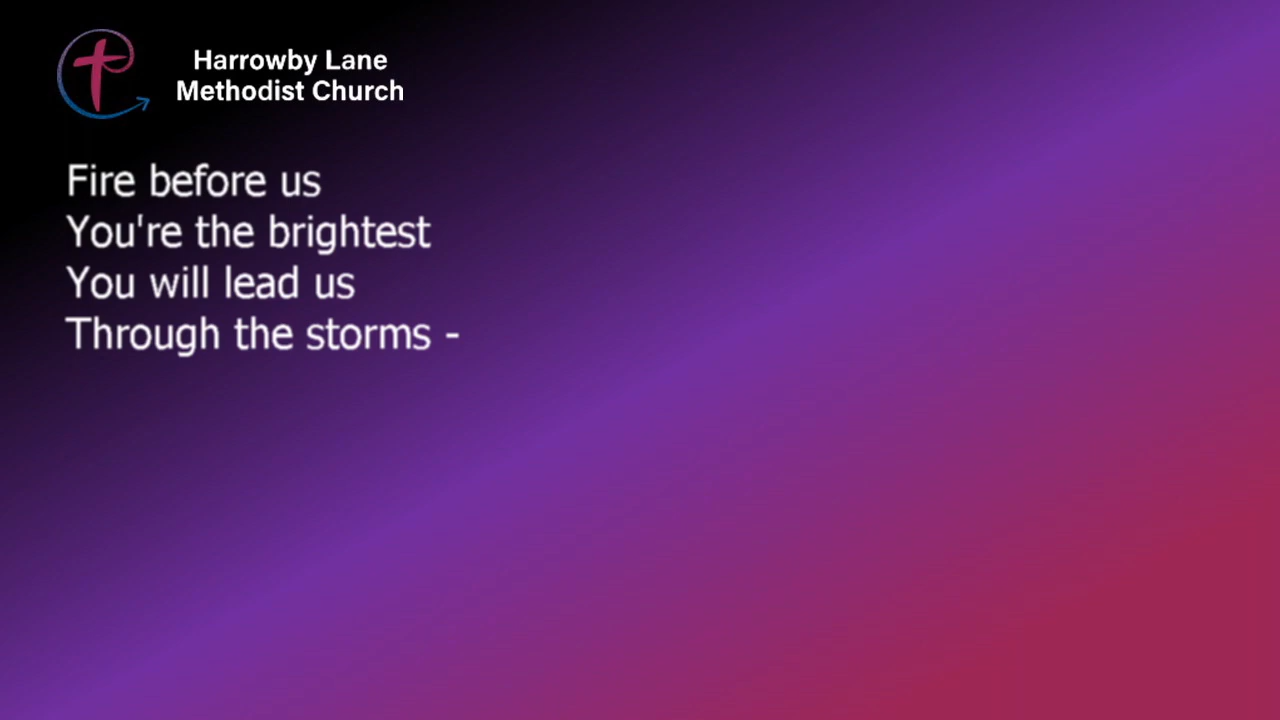 Harrowby Lane
Methodist Church
Fire before us
You're the brightest
You will lead us
Through the storms -